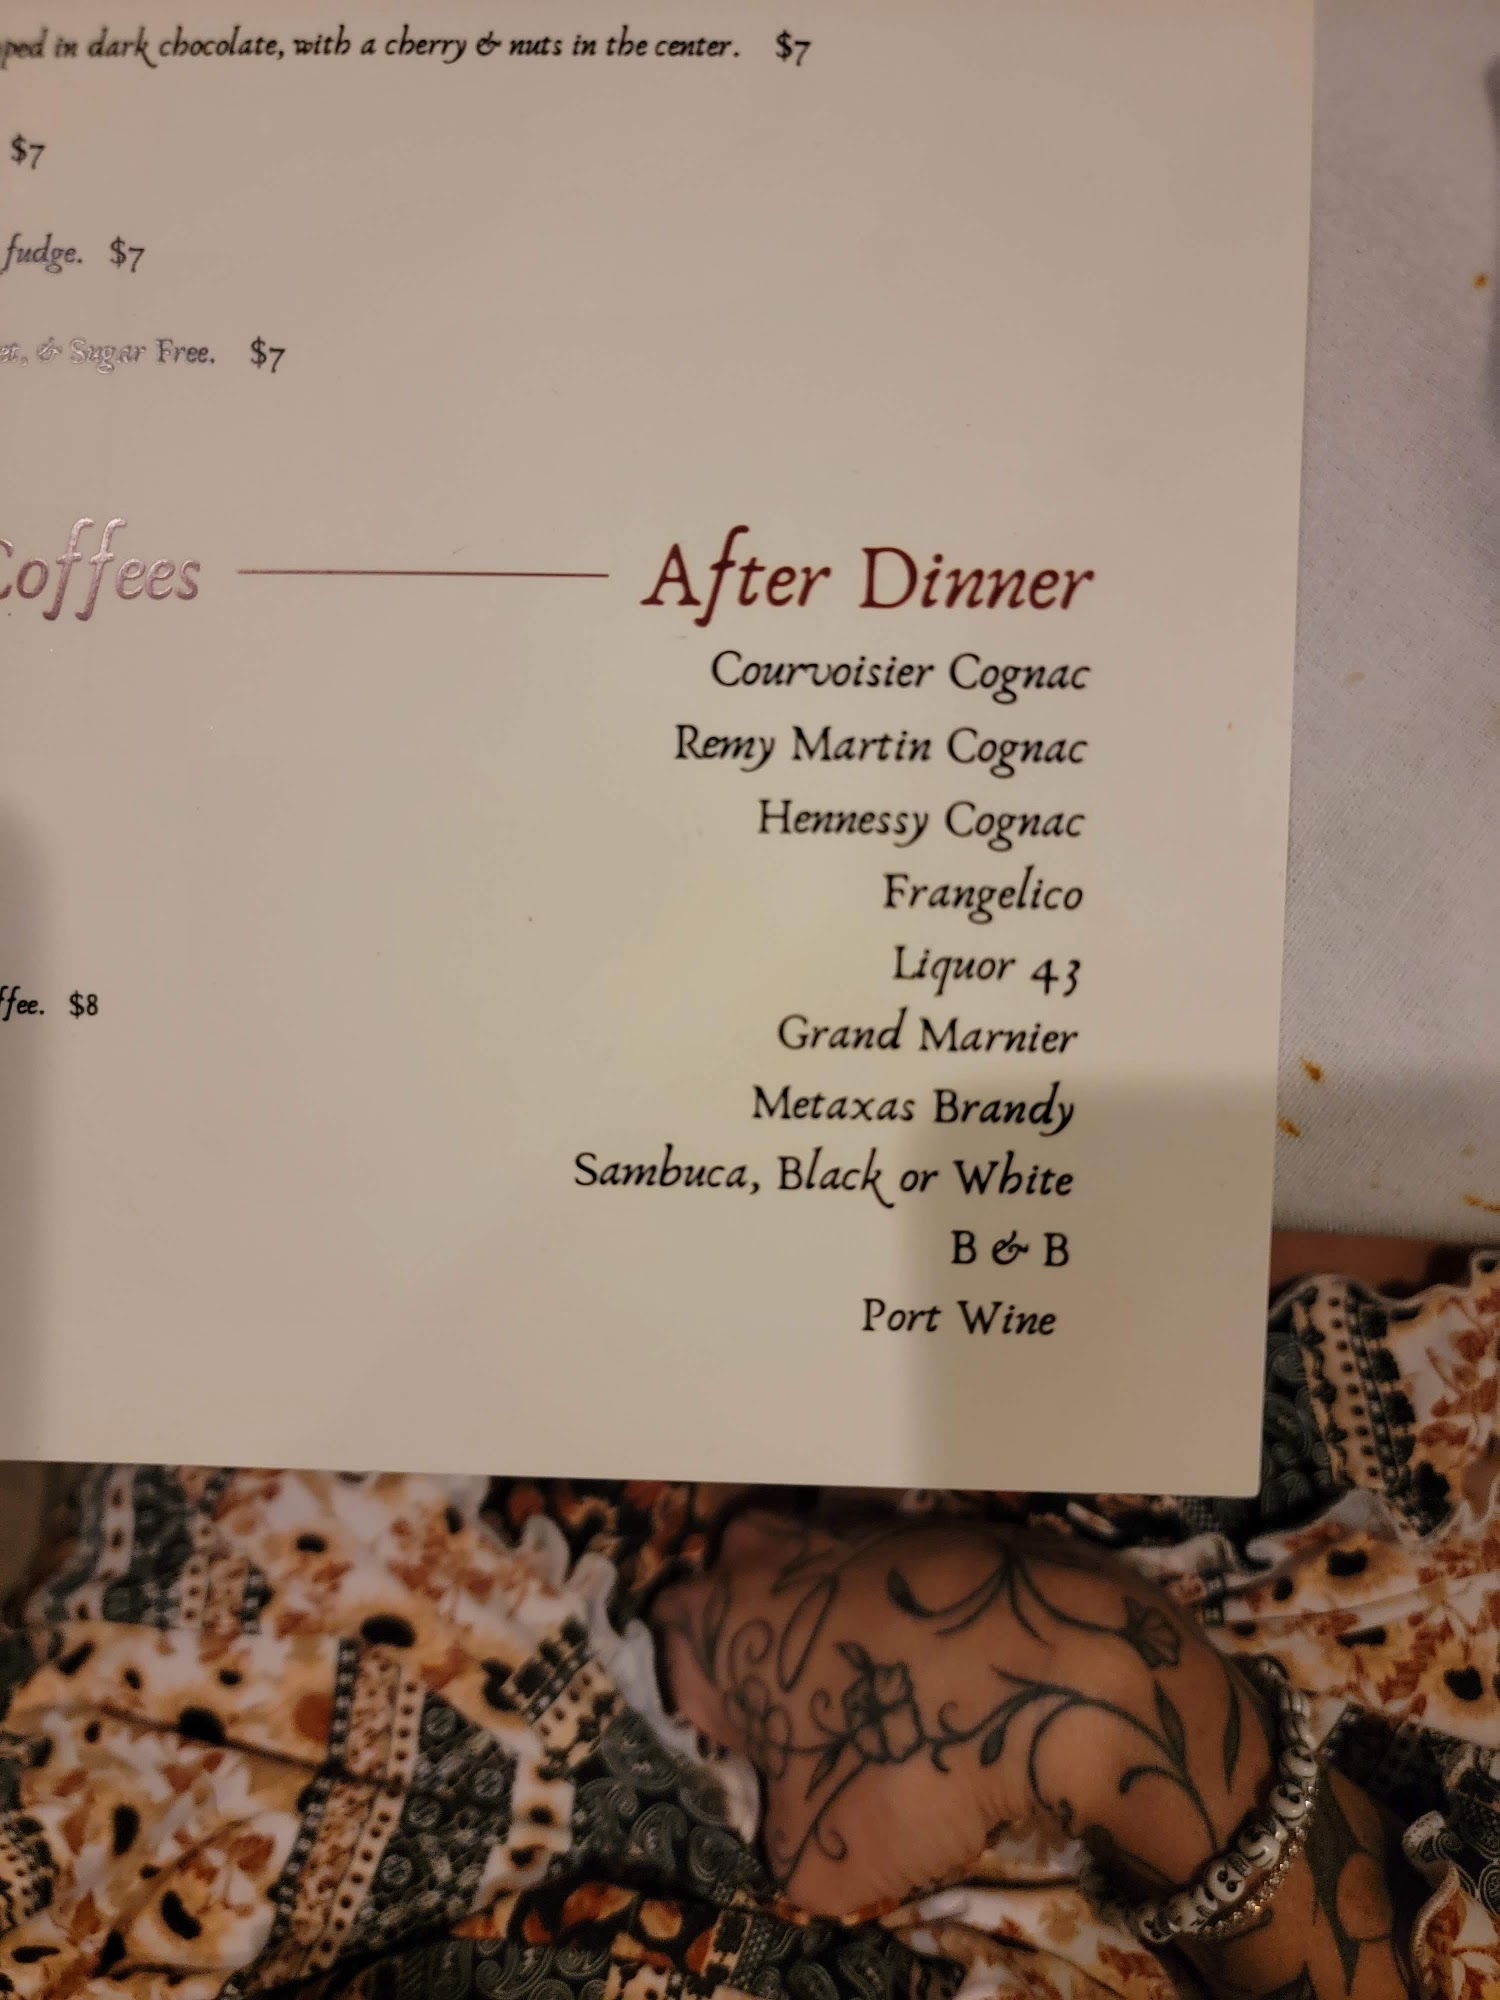 in dark chocolate, with a cherry & nuts in the center. $7
$7
fudge. $7
& Sugar Free. $7
Coffees
After Dinner
Courvoisier Cognac
Remy Martin Cognac
Hennessy Cognac
Frangelico
Liquor 43
Grand Marnier
$8
Metaxas Brandy
Sambuca, Black or White
B & B
Port Wine